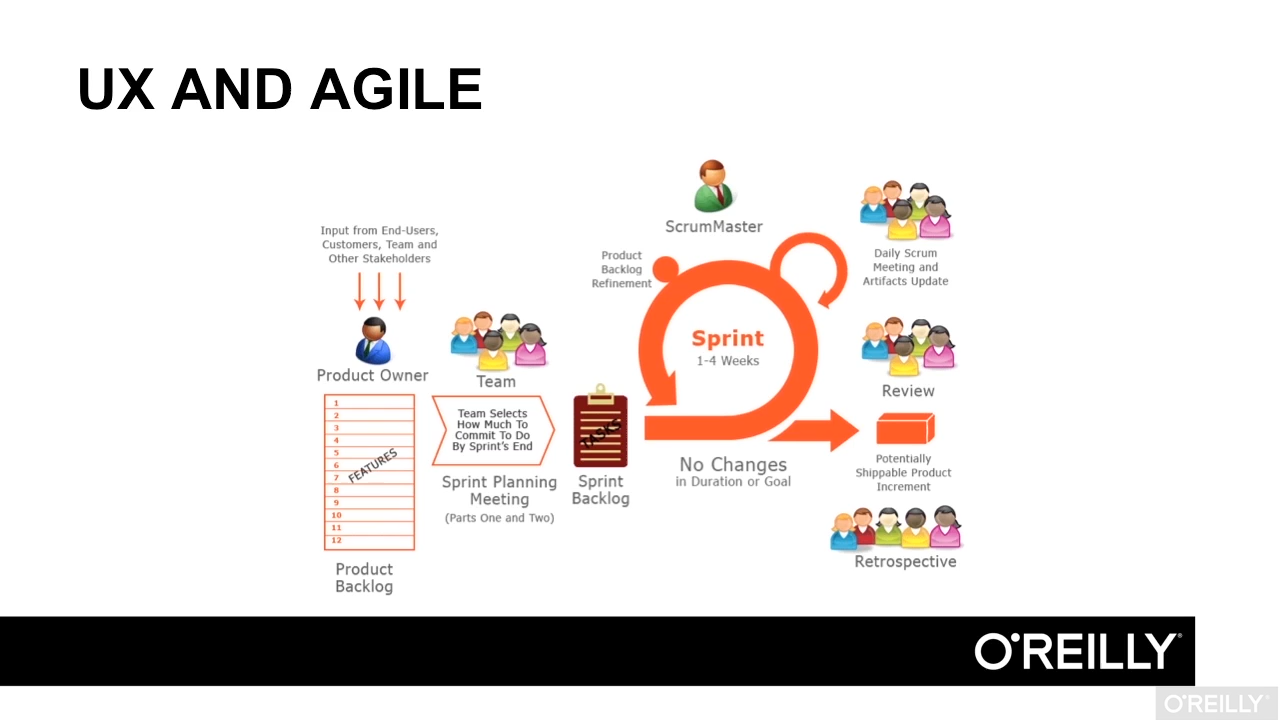 UX AND AGILE
Input from End-Users,
Customers, Team and
Other Stakeholders
Product Owner
1
2
3
4
5
6
7
8
9
10
11
12
FEATURES
Product
Backlog
Team
Team Selects
How Much To
Commit To Do
By Sprint's End
Sprint Planning
Meeting
(Parts One and Two)
TASKS
Sprint
Backlog
ScrumMaster
Product
Backlog
Refinement
Sprint
1-4 Weeks
No Changes
in Duration or Goal
Daily Scrum
Meeting and
Artifacts Update
Review
Potentially
Shippable Product
Increment
Retrospective
O'REILLY®
O'REILLY®